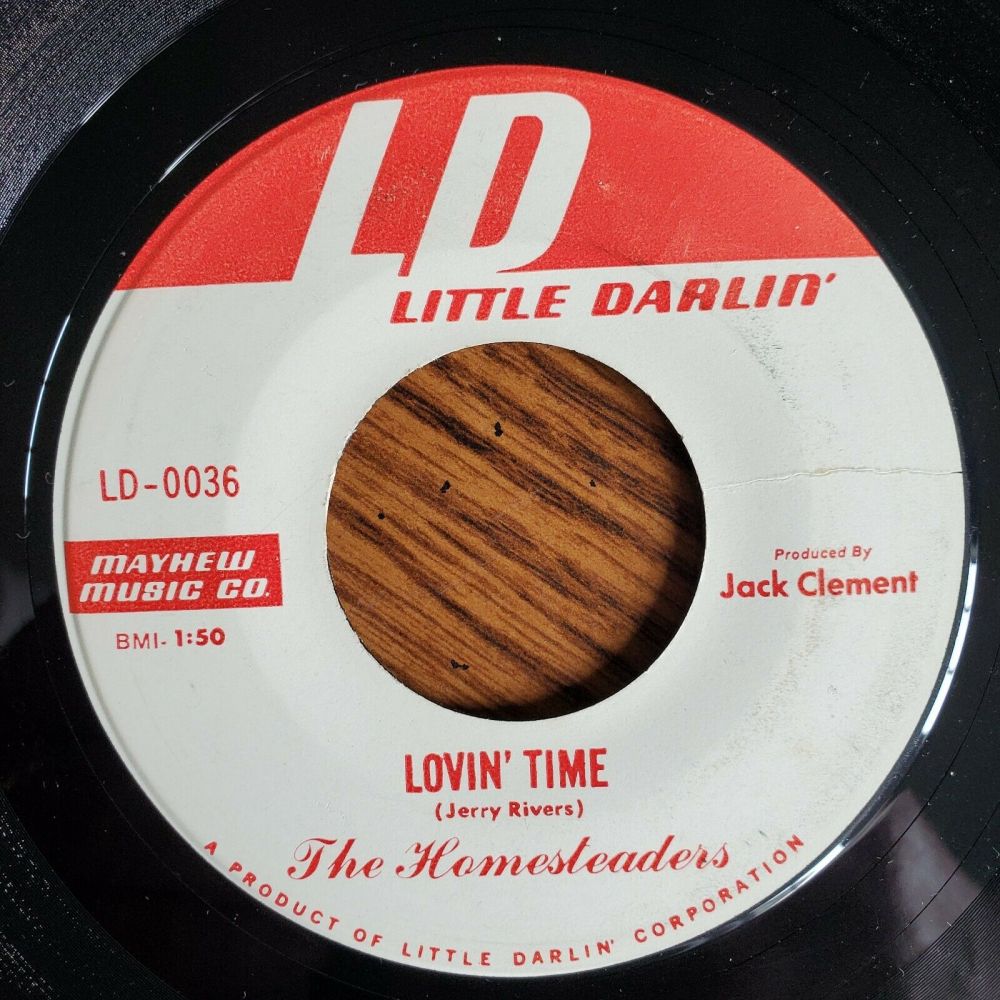 LD
LITTLE DARLIN'
LD-0036
MAYHEW
MUSIC CO.
BMI- 1:50
Produced By
Jack Clement
LOVIN' TIME
(Jerry Rivers)
The Homesteaders
A PRODUCT OF LITTLE DARLIN' CORPORATION